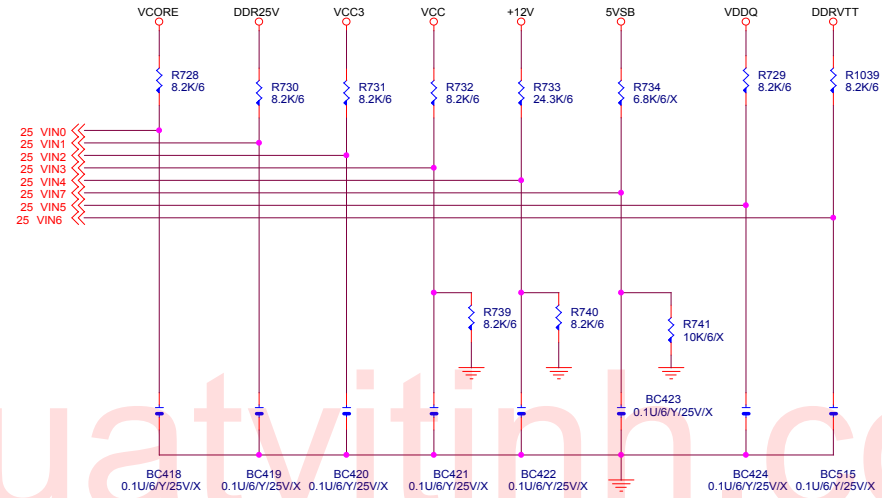 VCORE DDR25V VCC3 VCC +12V 5VSB VDDQ DDRVTT
R728
8.2K/6
R730
8.2K/6
R731
8.2K/6
R732
8.2K/6
R733
24.3K/6
R734
6.8K/6/X
R729
8.2K/6
R1039
8.2K/6
25 VIN0
25 VIN1
25 VIN2
25 VIN3
25 VIN4
25 VIN7
25 VIN5
25 VIN6
R739
8.2K/6
R740
8.2K/6
R741
10K/6/X
BC423
0.1U/6/Y/25V/X
BC418
0.1U/6/Y/25V/X
BC419
0.1U/6/Y/25V/X
BC420
0.1U/6/Y/25V/X
BC421
0.1U/6/Y/25V/X
BC422
0.1U/6/Y/25V/X
BC424
0.1U/6/Y/25V/X
BC515
0.1U/6/Y/25V/X
uatvitinh.co